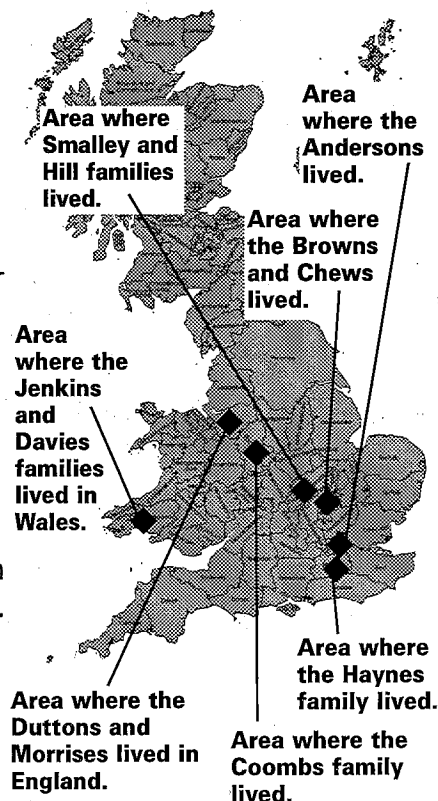 Area where
Smalley and
Hill families
lived.
Area
where the
Andersons
lived.
Area where
the Browns
and Chews
lived.
Area
where the
Jenkins
and
Davies
families
lived in
Wales.
Area where
the Haynes
family lived.
Area where the
Duttons and
Morrises lived in
England.
Area where the
Coombs family
lived.